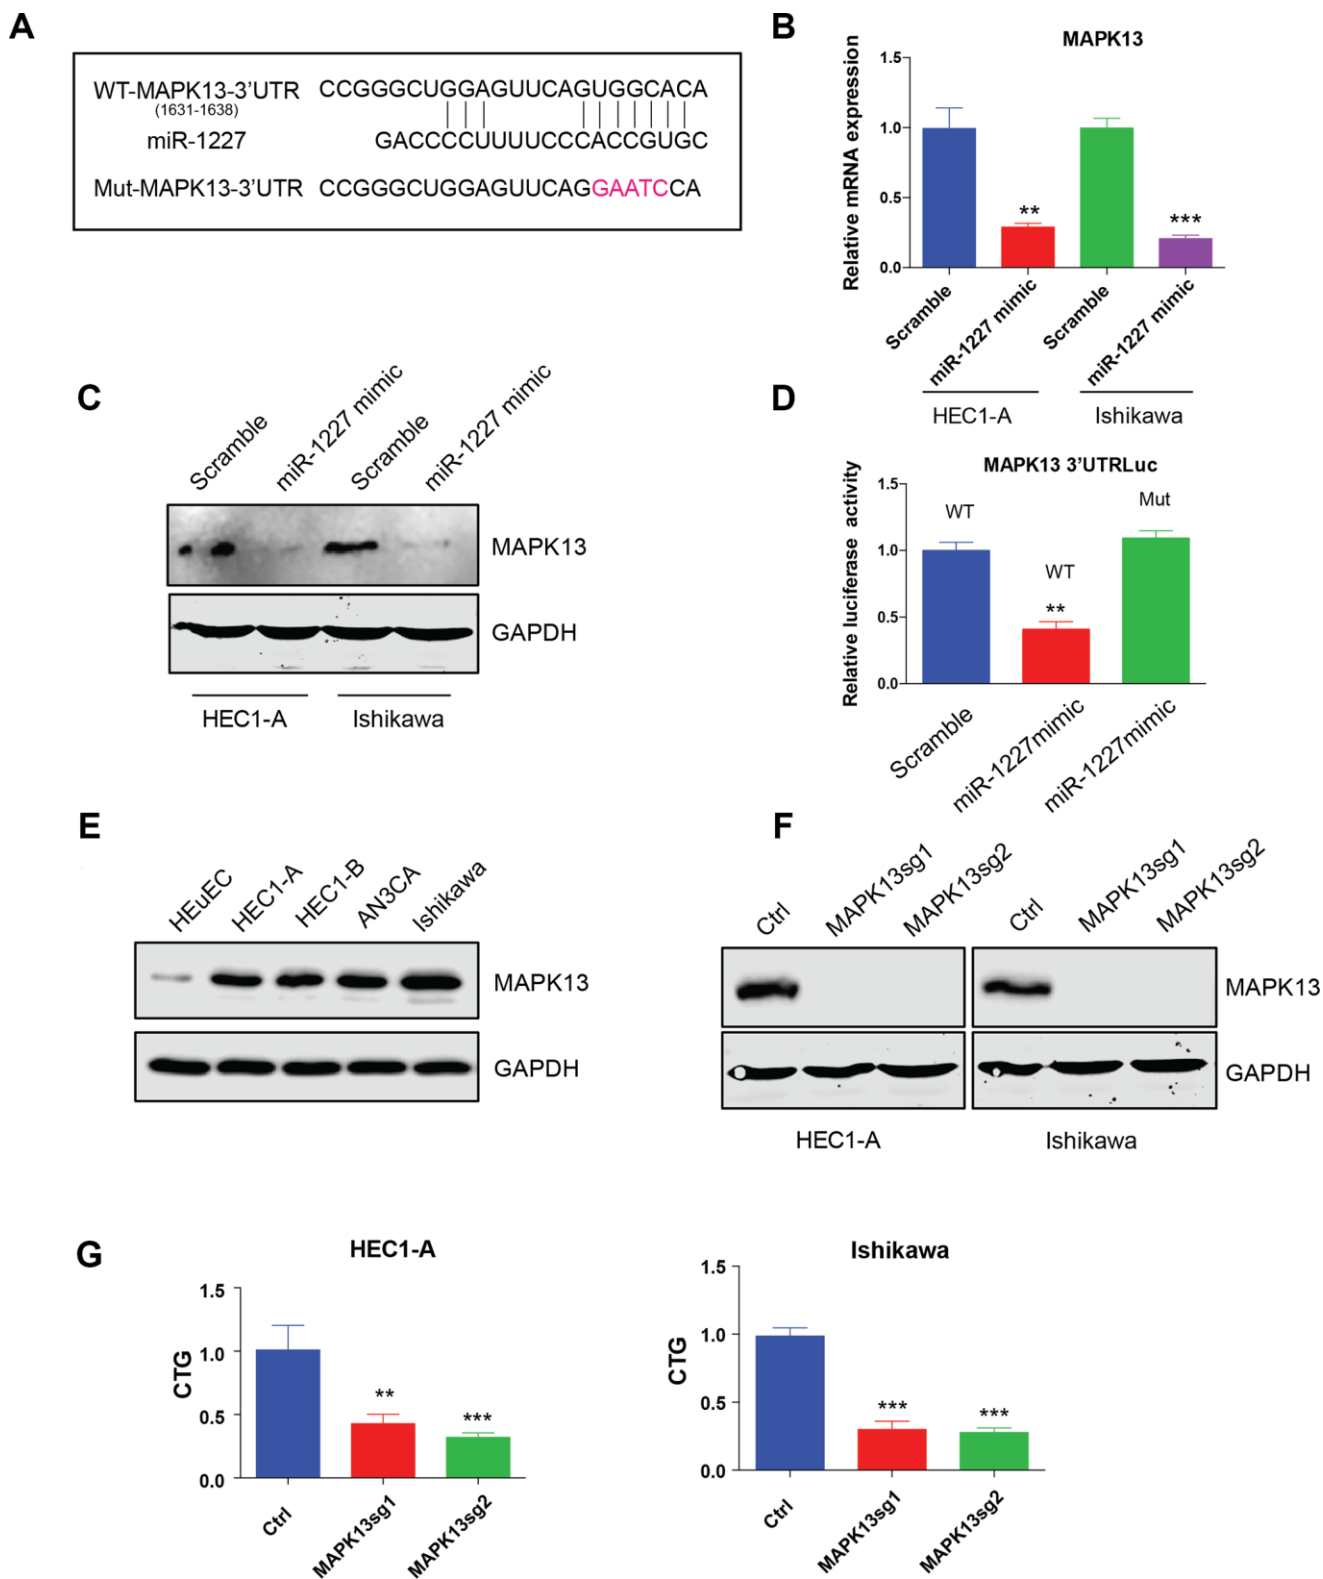 A
WT-MAPK13-3'UTR CCGGGCUGGAGUUCAGUGGCACA
(1631-1638)
miR-1227 GACCCCUUUUCCCACCGUGC
Mut-MAPK13-3'UTR CCGGGCUGGAGUUCAGGAATCCA
B
MAPK13
Relative mRNA expression
1.5
1.0
0.5
0.0
**
***
Scramble
miR-1227 mimic
Scramble
miR-1227 mimic
HEC1-A
Ishikawa
C
Scramble
miR-1227 mimic
Scramble
miR-1227 mimic
MAPK13
GAPDH
HEC1-A
Ishikawa
D
MAPK13 3'UTRLuc
Relative luciferase activity
1.5
1.0
0.5
0.0
WT
WT
**
Mut
Scramble
miR-1227mimic
miR-1227mimic
E
HEuEC
HEC1-A
HEC1-B
AN3CA
Ishikawa
MAPK13
GAPDH
F
Ctrl
MAPK13sg1
MAPK13sg2
Ctrl
MAPK13sg1
MAPK13sg2
MAPK13
GAPDH
HEC1-A
Ishikawa
G
HEC1-A
CTG
1.5
1.0
0.5
0.0
**
***
Ctrl
MAPK13sg1
MAPK13sg2
Ishikawa
CTG
1.5
1.0
0.5
0.0
***
***
Ctrl
MAPK13sg1
MAPK13sg2